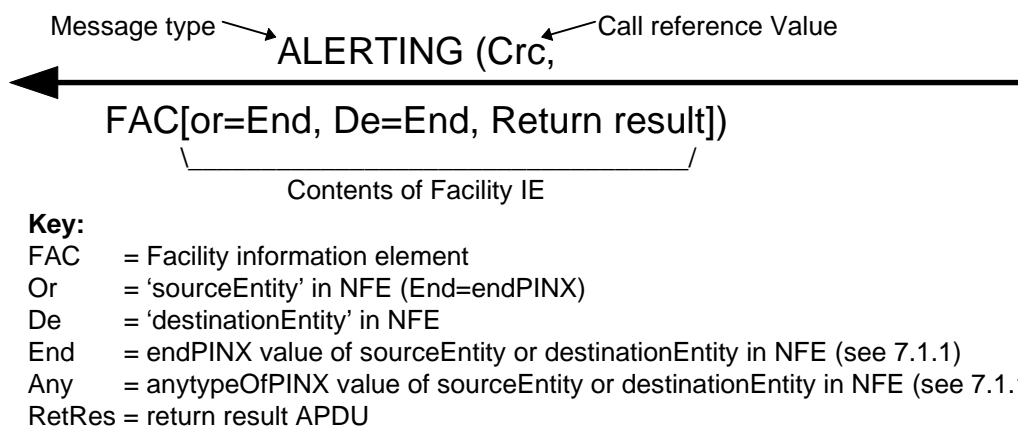 Message type
Call reference Value
ALERTING (Crc,
FAC[or=End, De=End, Return result])
Contents of Facility IE
Key:
FAC = Facility information element
Or = ‘sourceEntity’ in NFE (End=endPINX)
De = ‘destinationEntity’ in NFE
End = endPINX value of sourceEntity or destinationEntity in NFE (see 7.1.1)
Any = anytypeOfPINX value of sourceEntity or destinationEntity in NFE (see 7.1.
RetRes = return result APDU